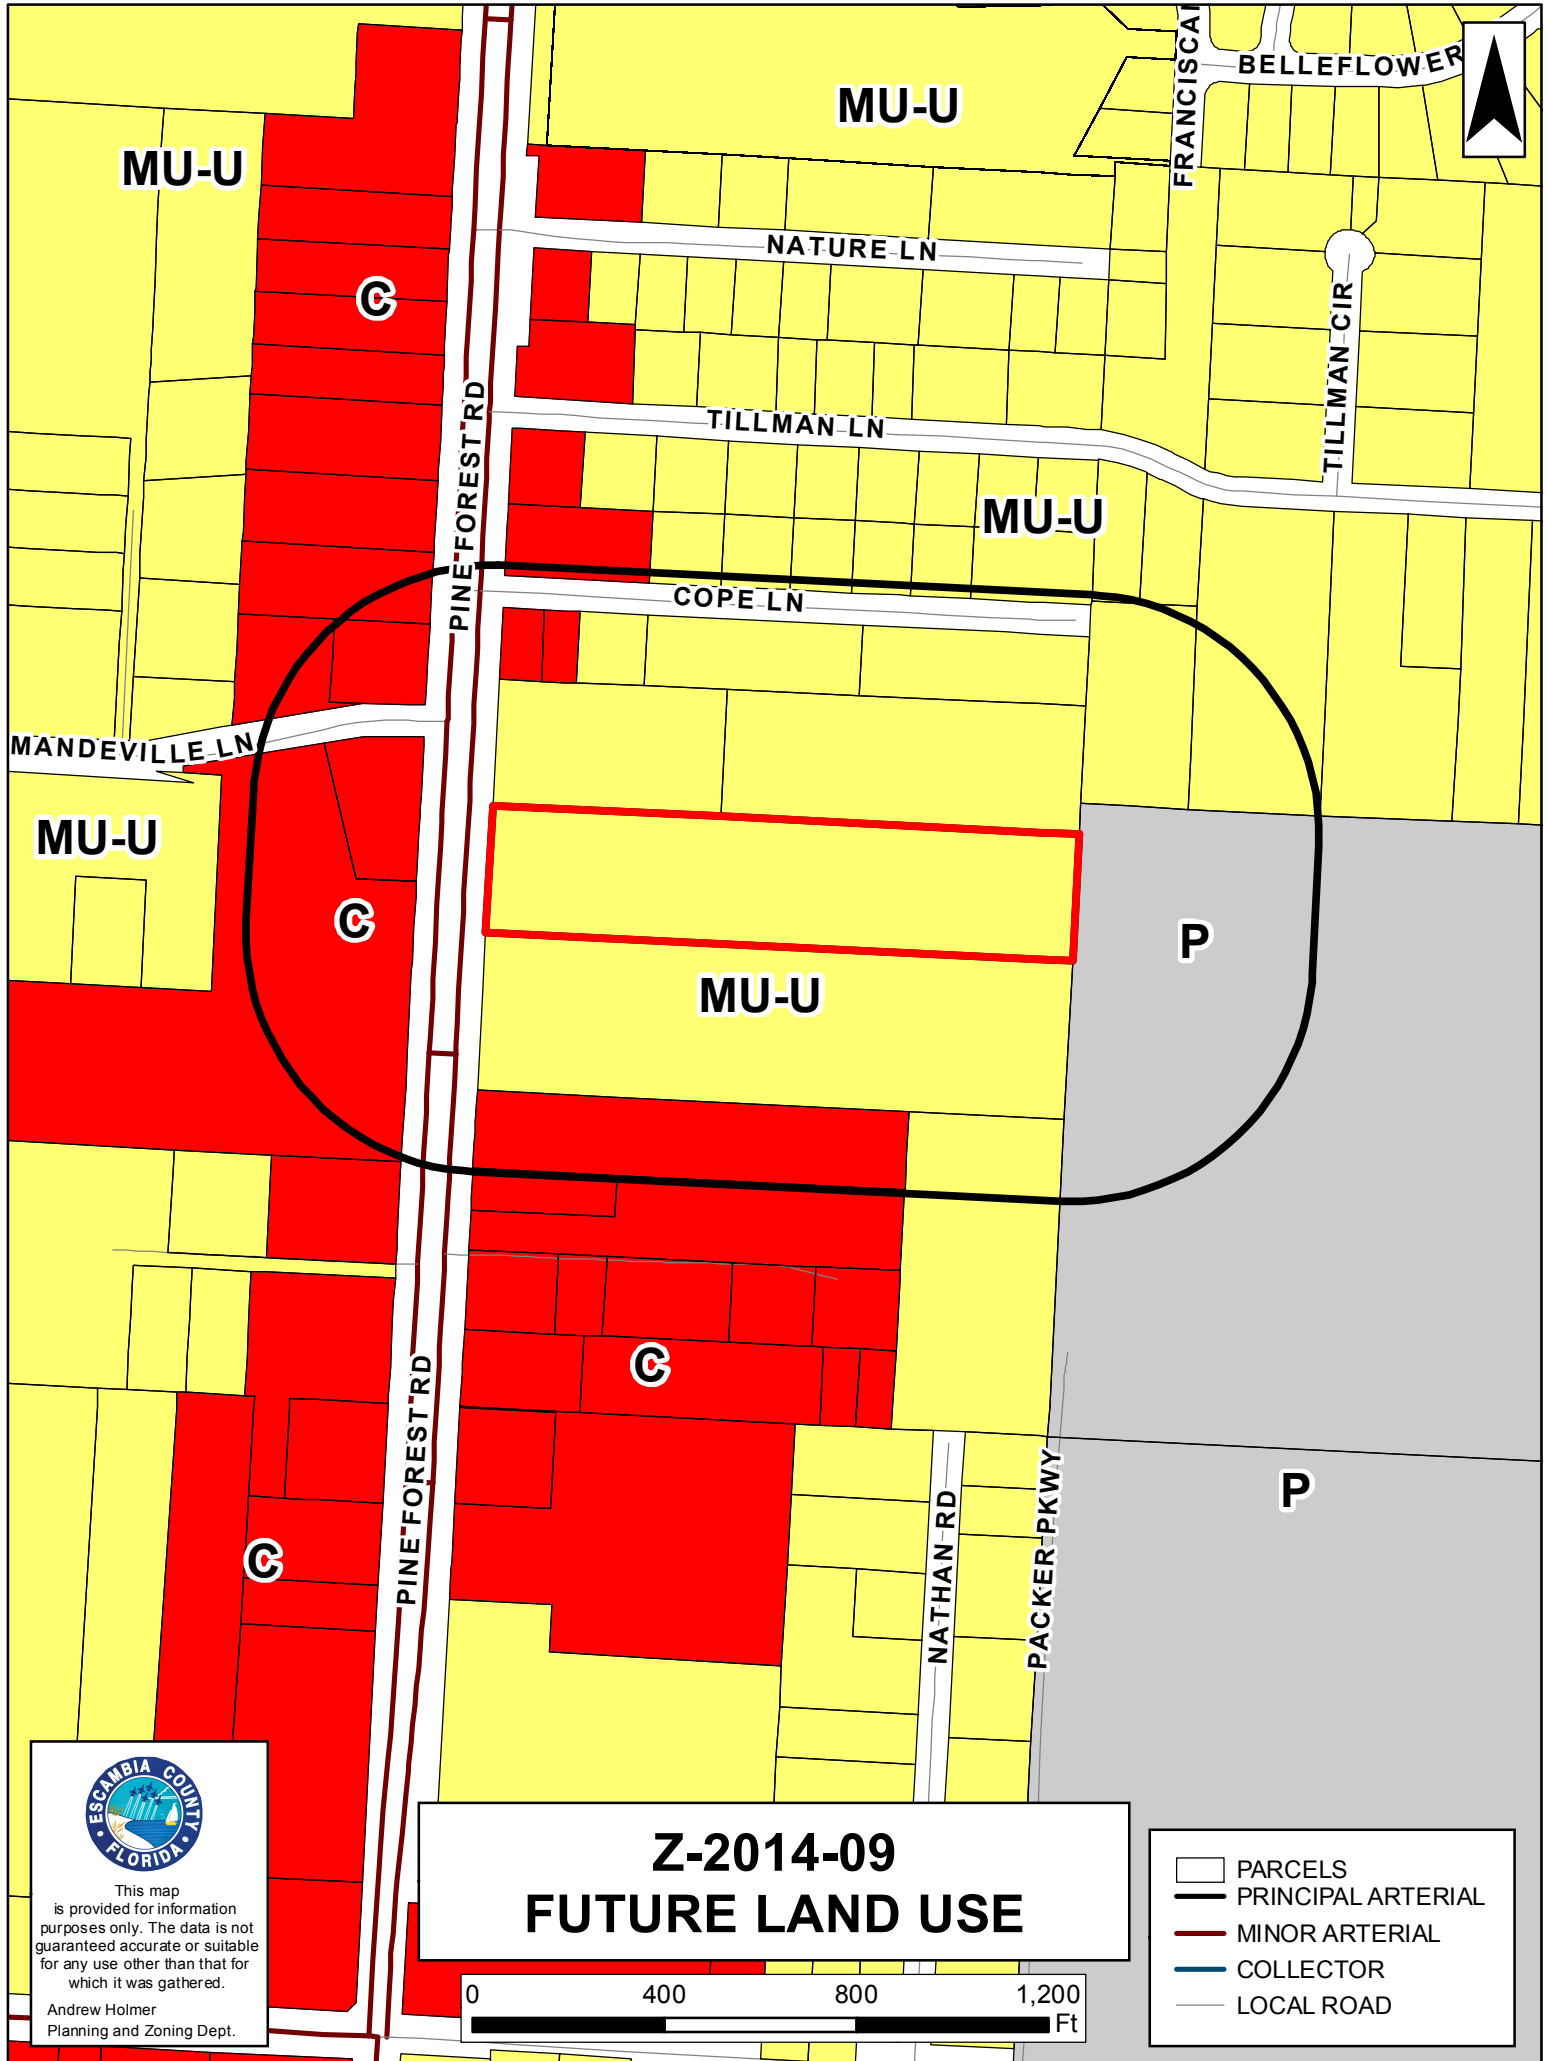 FRANCISCAN
BELLEFLOWER
MU-U
MU-U
NATURE LN
C
TILLMAN CIR
PINE FOREST RD
TILLMAN LN
MU-U
COPE LN
MANDEVILLE LN
MU-U
C
P
MU-U
C
PINE FOREST RD
PACKER PKWY
P
NATHAN RD
C
ESCAMBIA COUNTY
FLORIDA
This map
is provided for information
purposes only. The data is not
guaranteed accurate or suitable
for any use other than that for
which it was gathered.
Andrew Holmer
Planning and Zoning Dept.
Z-2014-09
FUTURE LAND USE
0 400 800 1,200
Ft
PARCELS
PRINCIPAL ARTERIAL
MINOR ARTERIAL
COLLECTOR
LOCAL ROAD